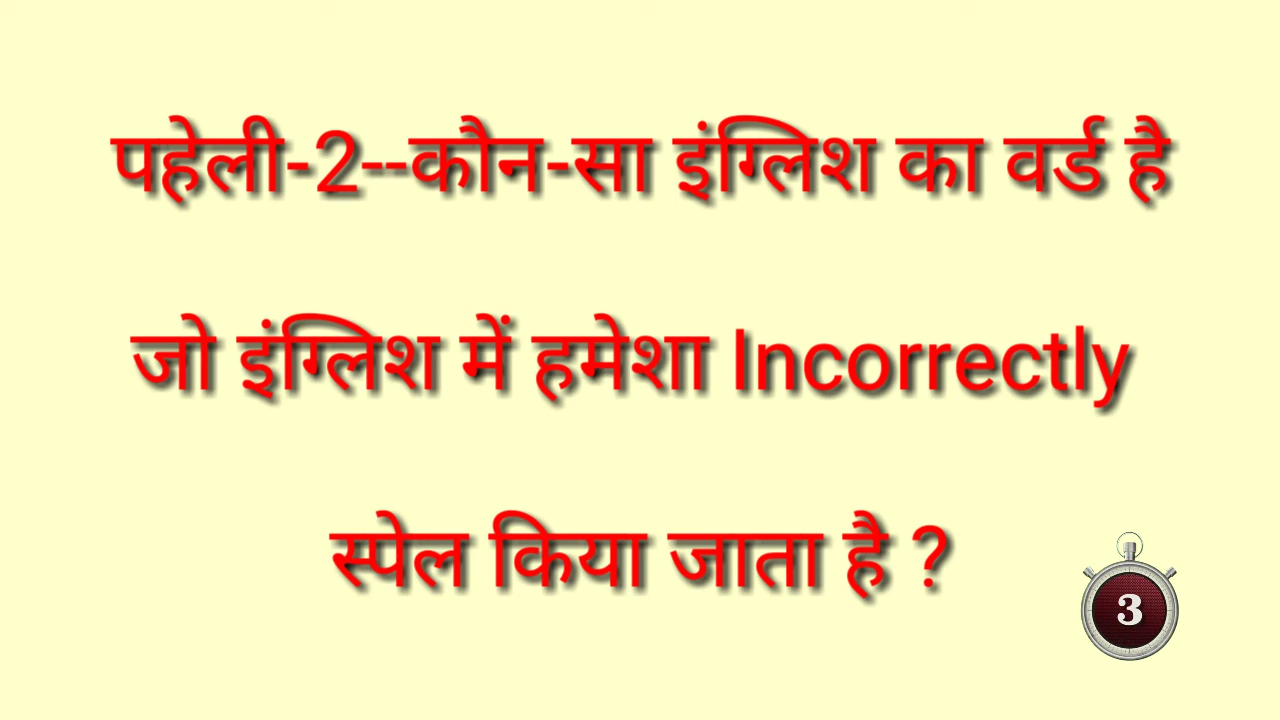 पहेली-2--कौन-सा इंग्लिश का वर्ड है
जो इंग्लिश में हमेशा Incorrectly
स्पेल किया जाता है ?
3